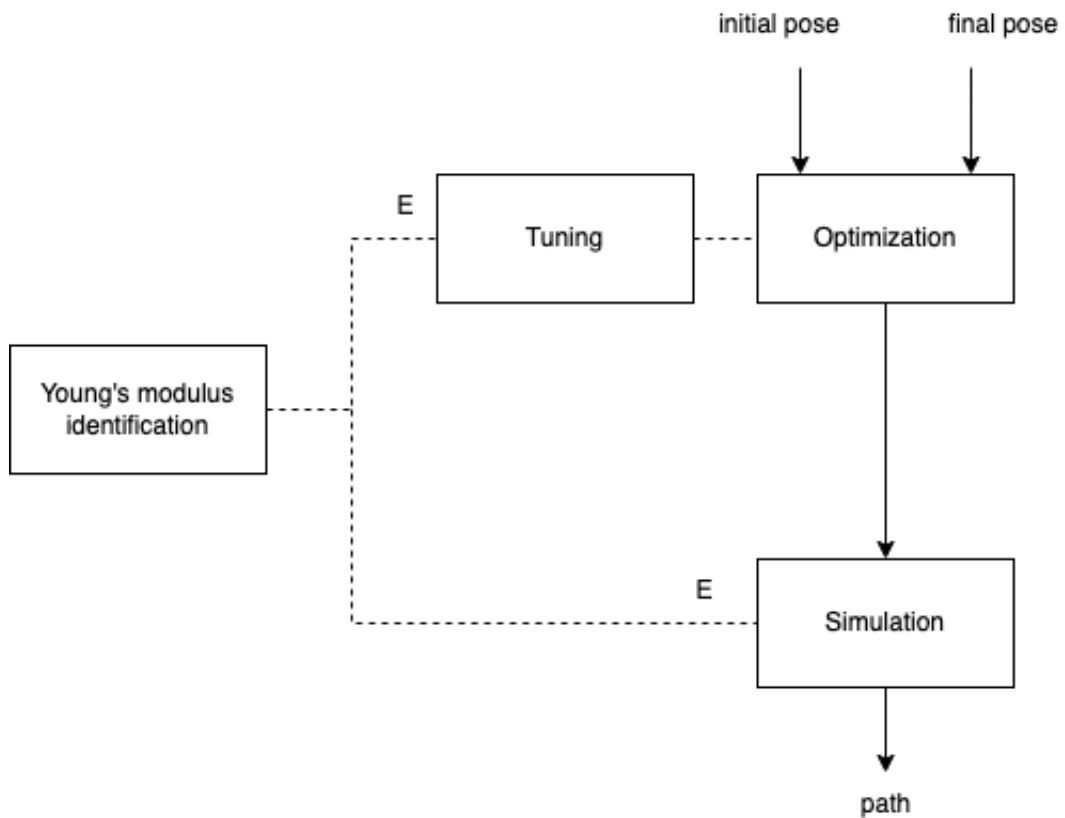 initial pose
final pose
E
Tuning
Optimization
Young's modulus
identification
E
Simulation
path